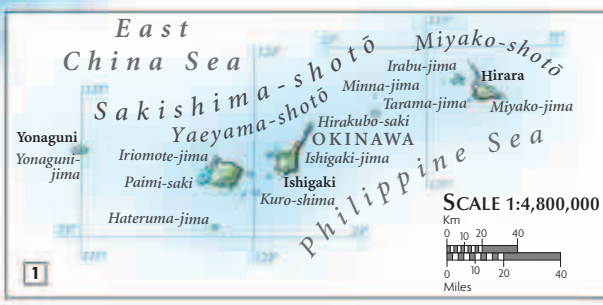 East
China Sea
Sakishima-shotō
Yaeyama-shotō
Miyako-shotō
Irabu-jima
Hirara
Minna-jima
Tarama-jima
Miyako-jima
Hirakubo-saki
OKINAWA
Yonaguni
Yonaguni-
jima
Iriomote-jima
Ishigaki-jima
Paimi-saki
Ishigaki
Kuro-shima
Hateruma-jima
Philippine Sea
SCALE 1:4,800,000
Km
0 10 20 40
0 10 20 40
Miles
1